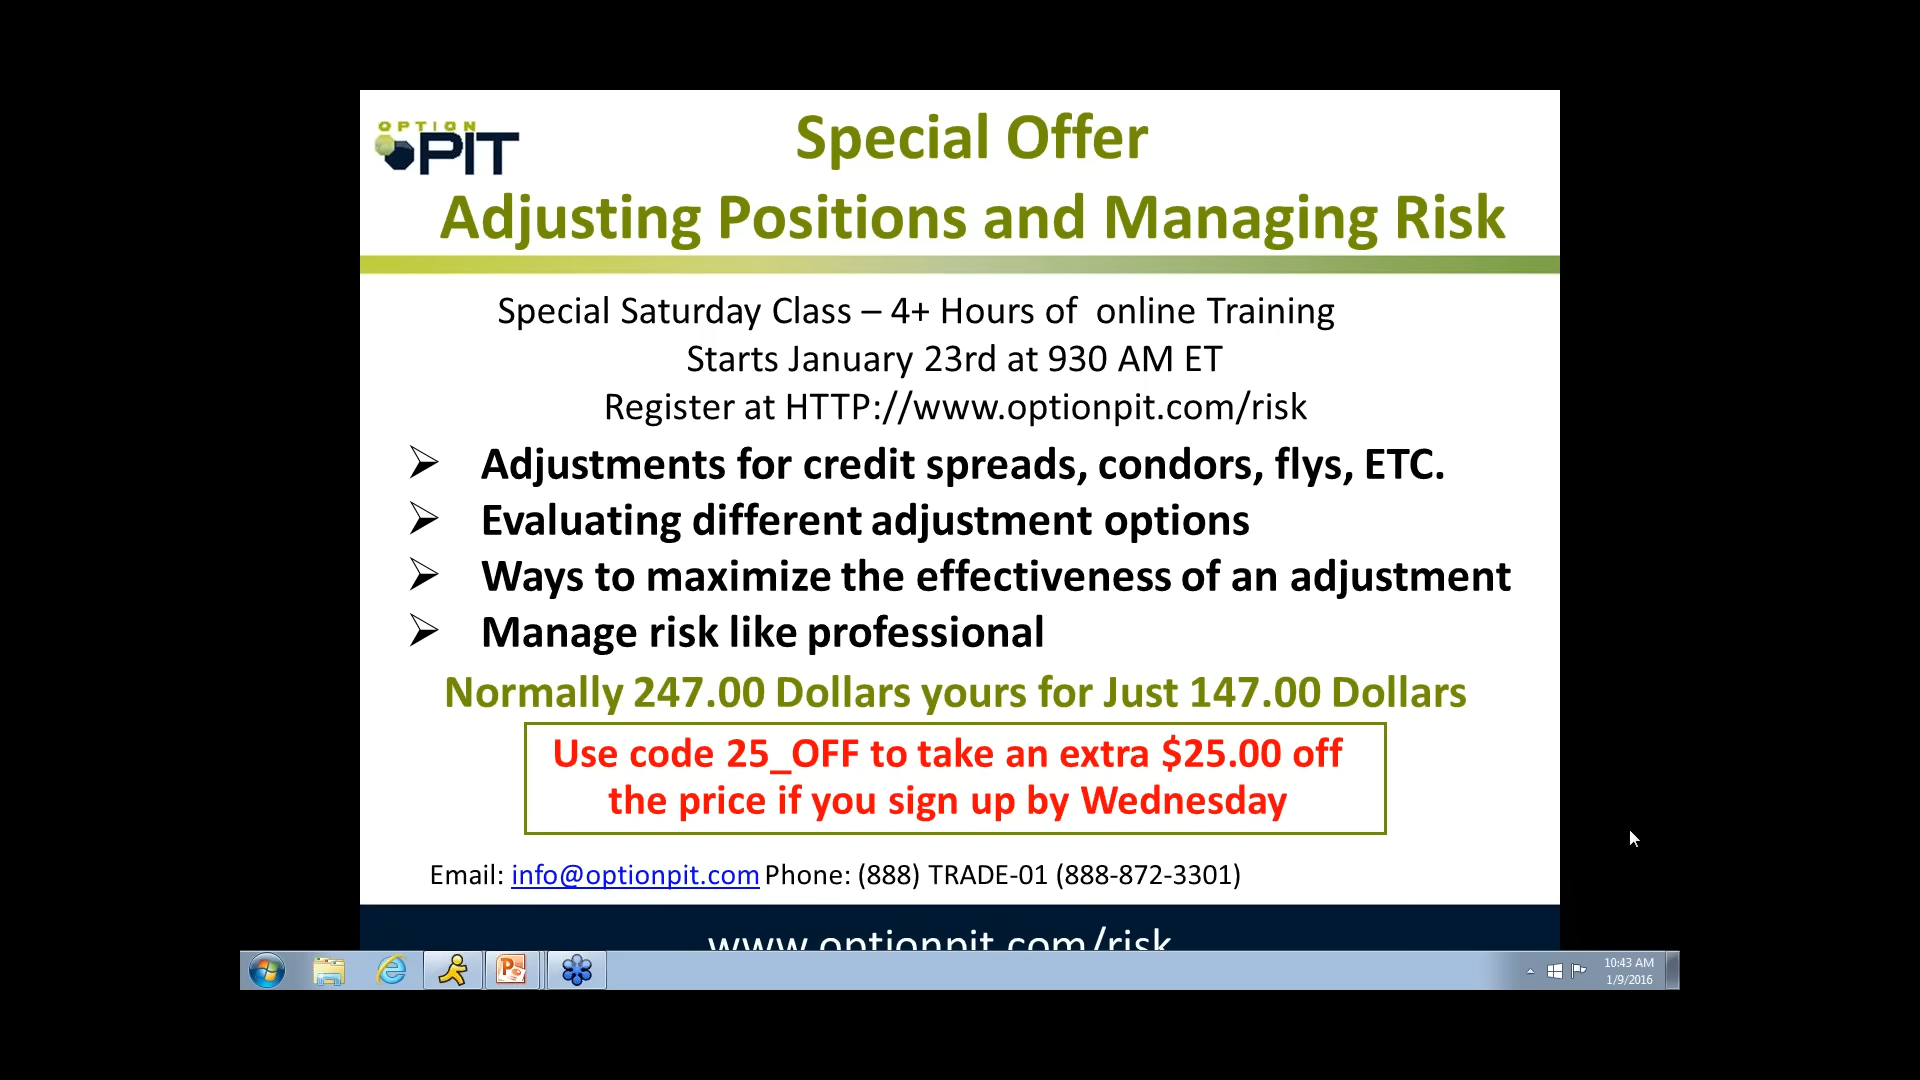 OPTION
PIT
Special Offer
Adjusting Positions and Managing Risk
Special Saturday Class – 4+ Hours of online Training
Starts January 23rd at 930 AM ET
Register at HTTP://www.optionpit.com/risk
Adjustments for credit spreads, condors, flys, ETC.
Evaluating different adjustment options
Ways to maximize the effectiveness of an adjustment
Manage risk like professional
Normally 247.00 Dollars yours for Just 147.00 Dollars
Use code 25_OFF to take an extra $25.00 off
the price if you sign up by Wednesday
Email: info@optionpit.com Phone: (888) TRADE-01 (888-872-3301)
www.optionpit.com/risk
10:43 AM
1/9/2016